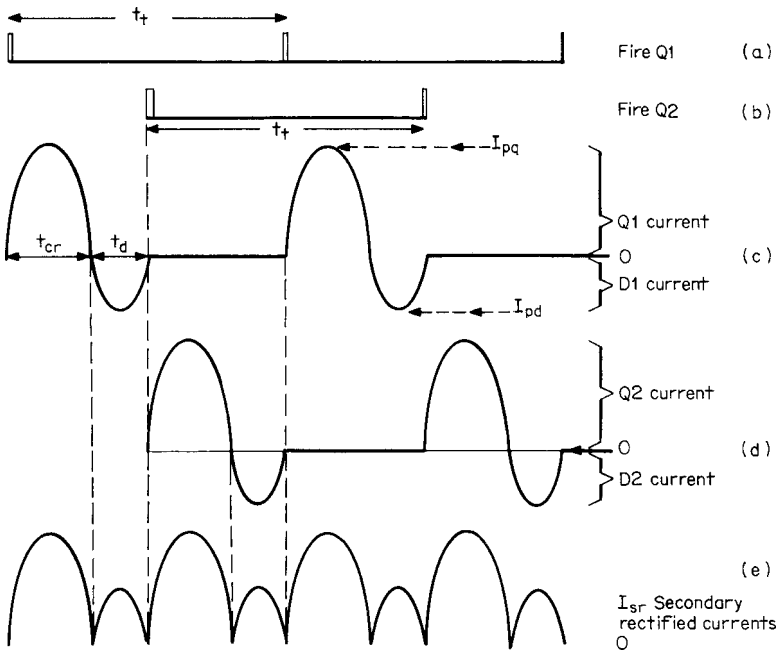 t_t
Fire Q1 (a)
Fire Q2 (b)
t_t
I_pq
Q1 current
t_cr t_d
0 (c)
D1 current
I_pd
Q2 current
0 (d)
D2 current
(e)
I_sr Secondary
rectified currents
0